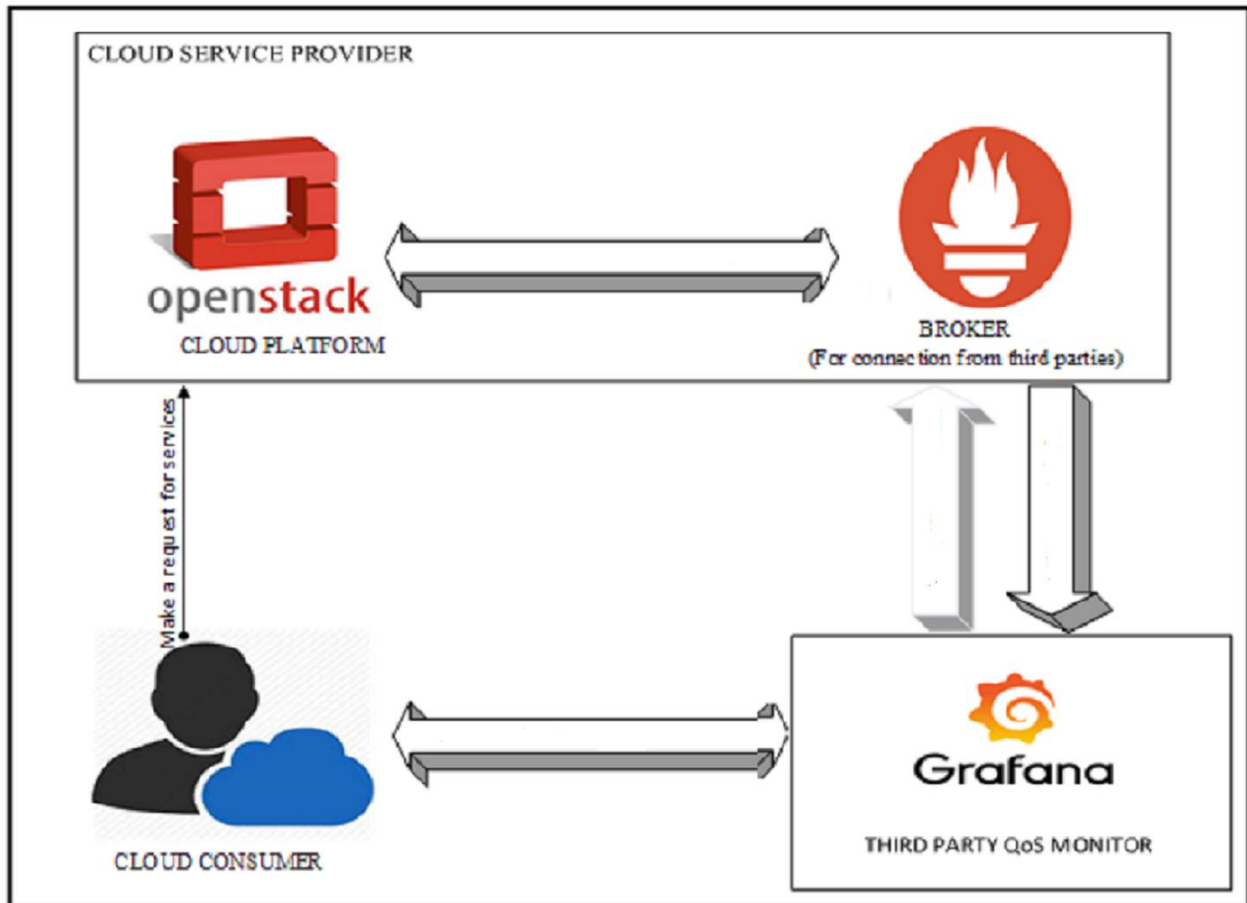 CLOUD SERVICE PROVIDER
openstack
CLOUD PLATFORM
BROKER
(For connection from third parties)
Make a request for services
Grafana
THIRD PARTY QoS MONITOR
CLOUD CONSUMER